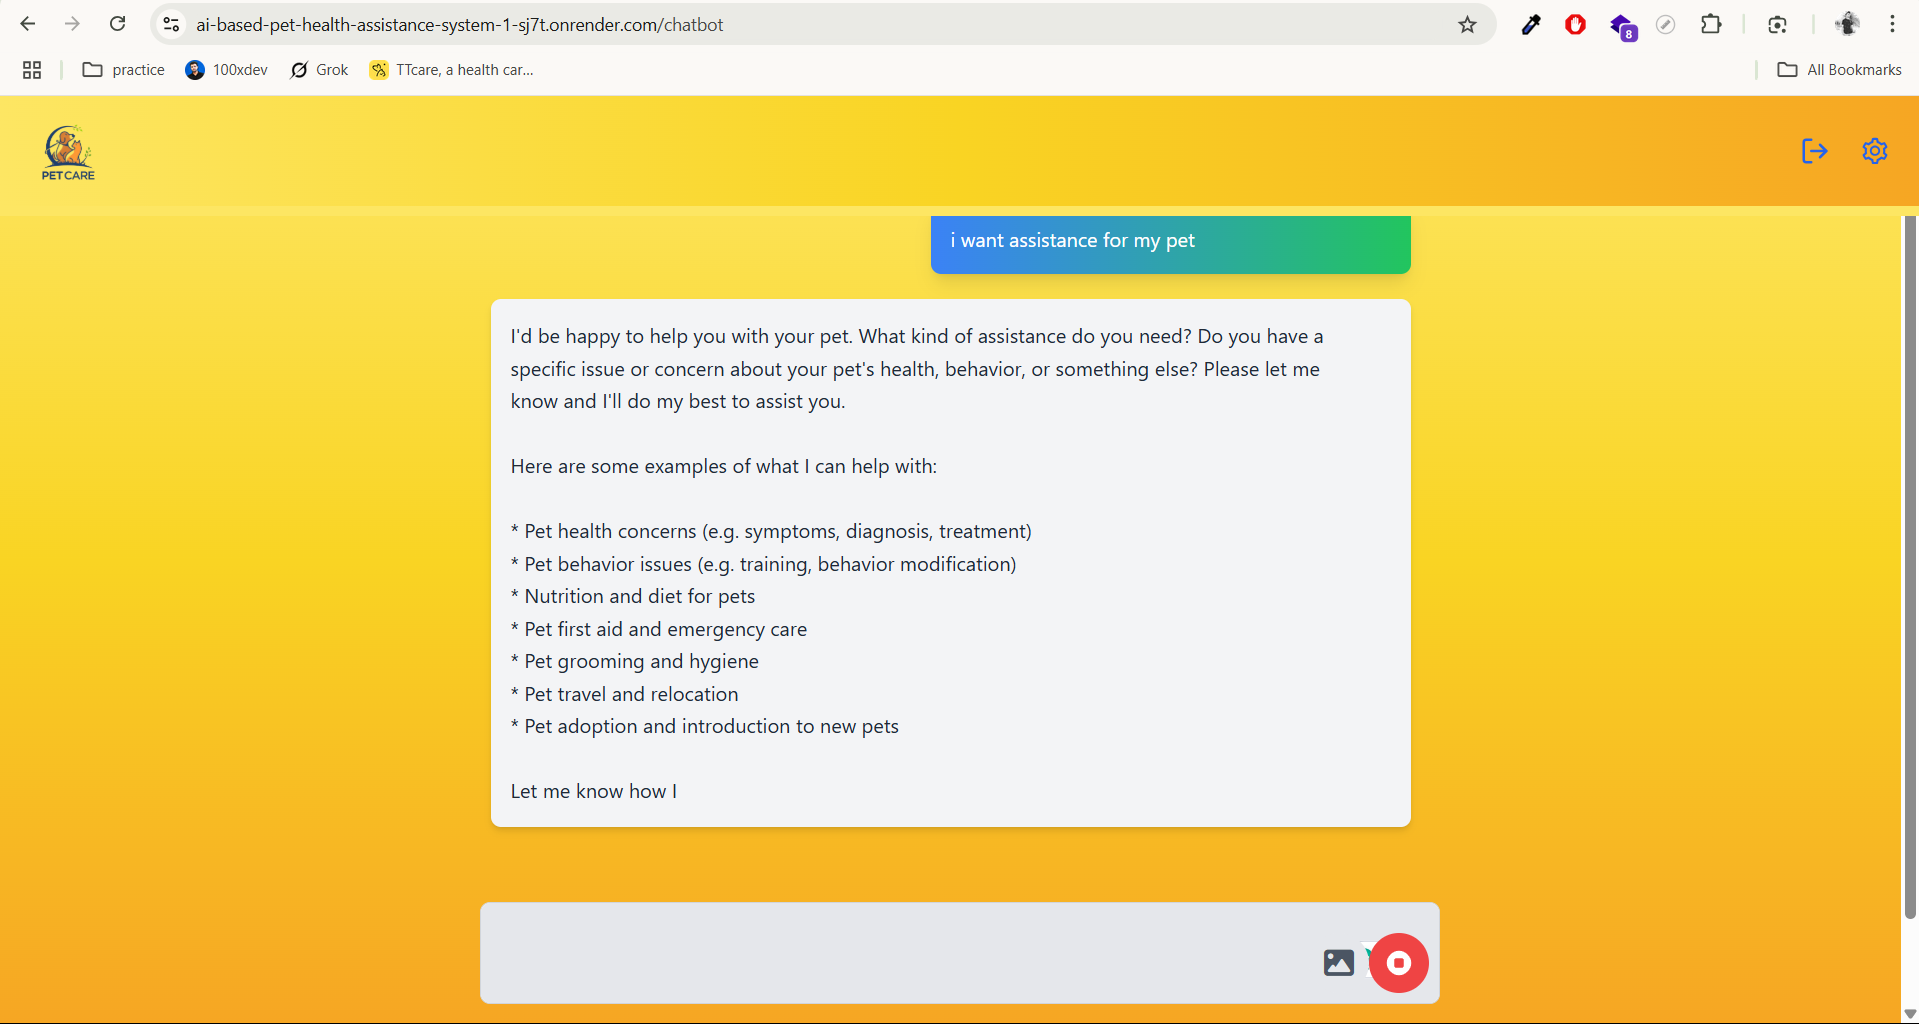 ai-based-pet-health-assistance-system-1-sj7t.onrender.com/chatbot
8
practice
100xdev
Grok
TTcare, a health car...
All Bookmarks
PET CARE
i want assistance for my pet
I'd be happy to help you with your pet. What kind of assistance do you need? Do you have a
specific issue or concern about your pet's health, behavior, or something else? Please let me
know and I'll do my best to assist you.
Here are some examples of what I can help with:
* Pet health concerns (e.g. symptoms, diagnosis, treatment)
* Pet behavior issues (e.g. training, behavior modification)
* Nutrition and diet for pets
* Pet first aid and emergency care
* Pet grooming and hygiene
* Pet travel and relocation
* Pet adoption and introduction to new pets
Let me know how I